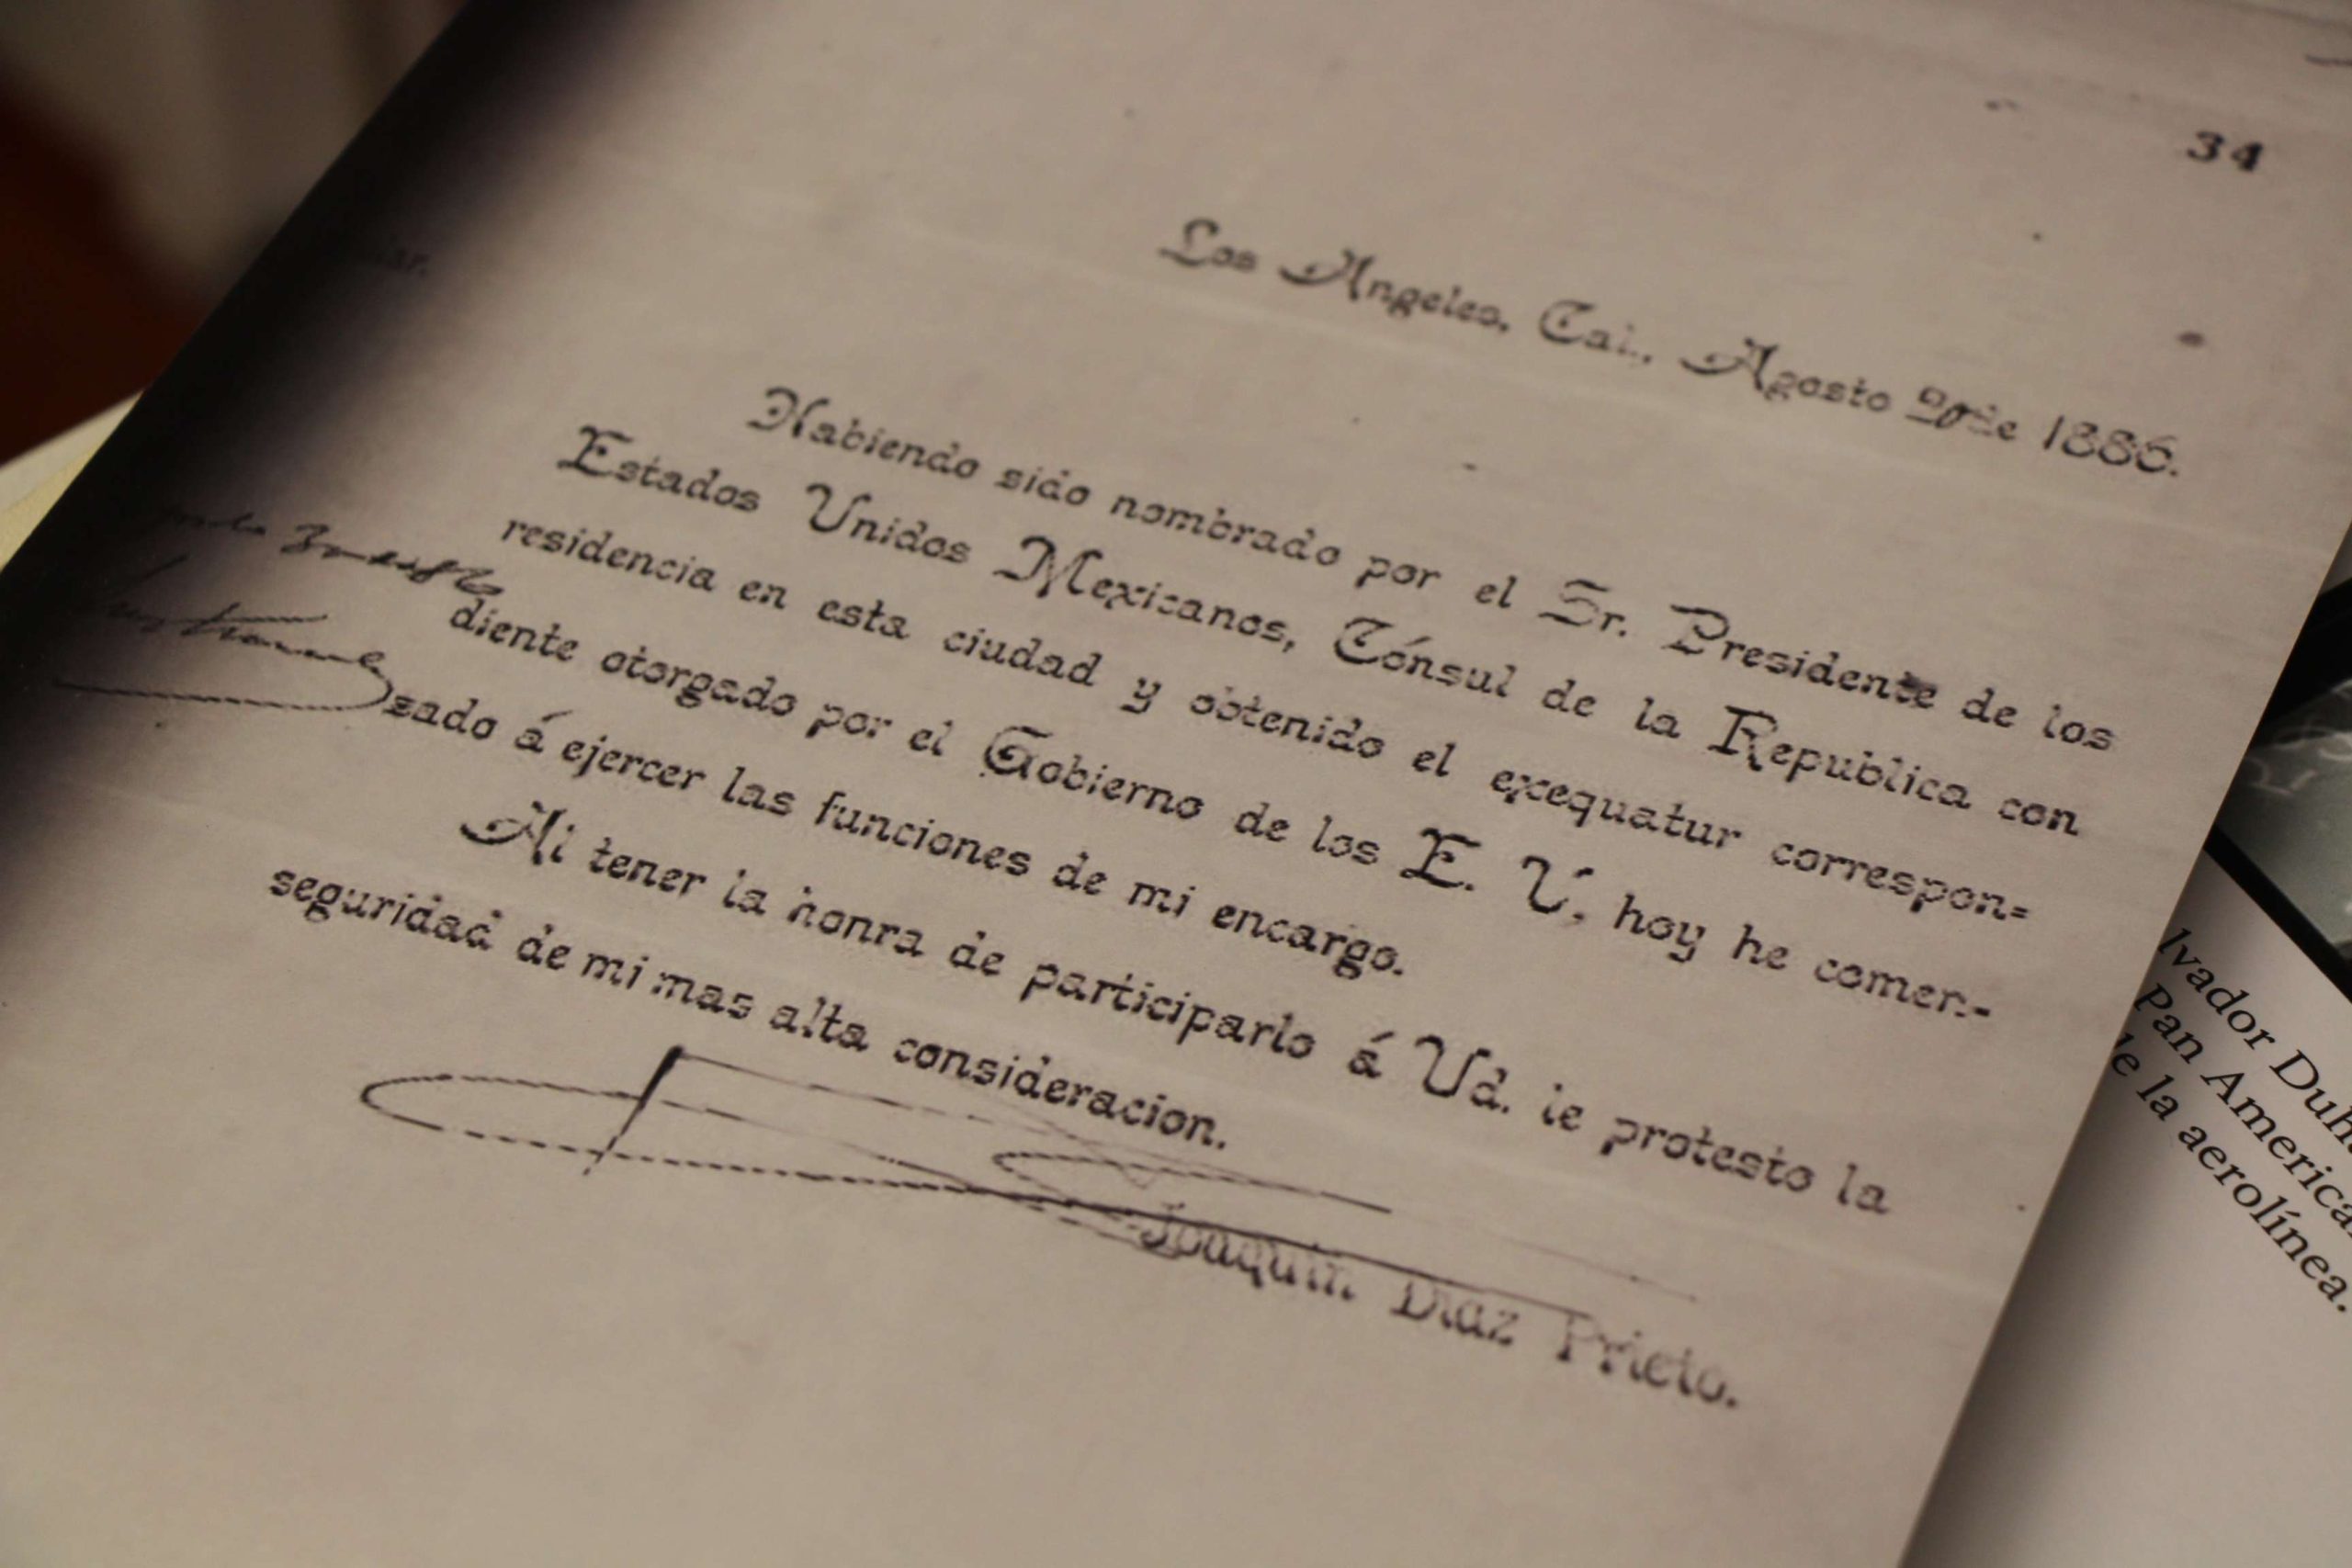 34
Los Angeles, Cal., Agosto de 1886.
Habiendo sido nombrado por el Sr. Presidente de los
Estados Unidos Mexicanos, Cónsul de la Republica con
residencia en esta ciudad y obtenido el exequatur correspon=
diente otorgado por el Gobierno de los E. U. hoy he comen=
zado á ejercer las funciones de mi encargo.
Al tener la honra de participarlo á Ud. le protesto la
seguridad de mi mas alta consideracion.
Joaquin Diaz Prieto.
lvador Duh
Pan America
de la aerolínea.